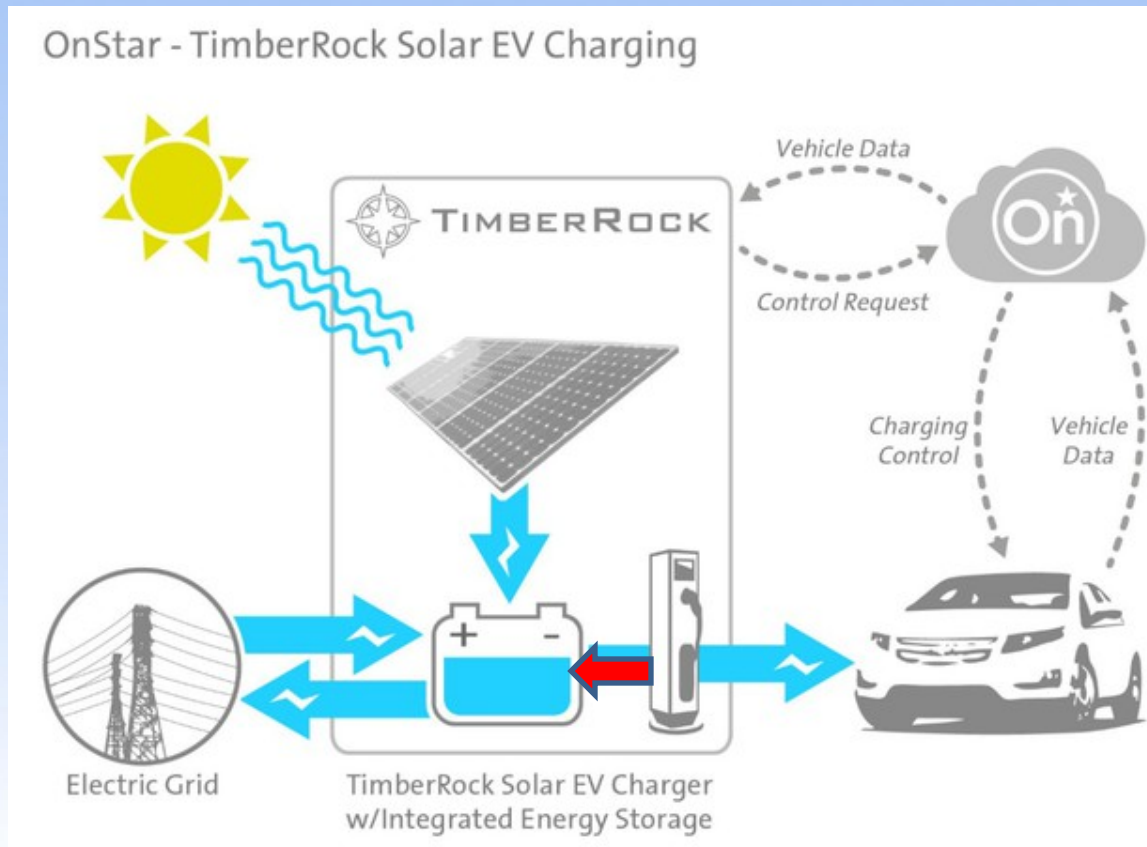 OnStar - TimberRock Solar EV Charging
TIMBERROCK
Vehicle Data
On
Control Request
Charging
Control
Vehicle
Data
+ -
Electric Grid
TimberRock Solar EV Charger
w/Integrated Energy Storage